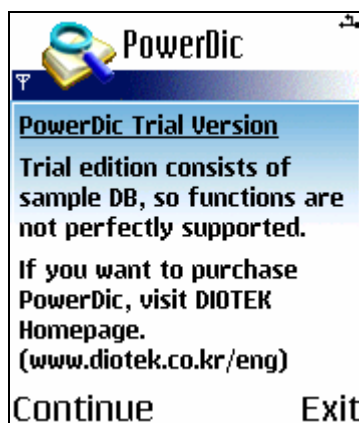 PowerDic
PowerDic Trial Version
Trial edition consists of
sample DB, so functions are
not perfectly supported.
If you want to purchase
PowerDic, visit DIOTEK
Homepage.
(www.diotek.co.kr/eng)
Continue Exit